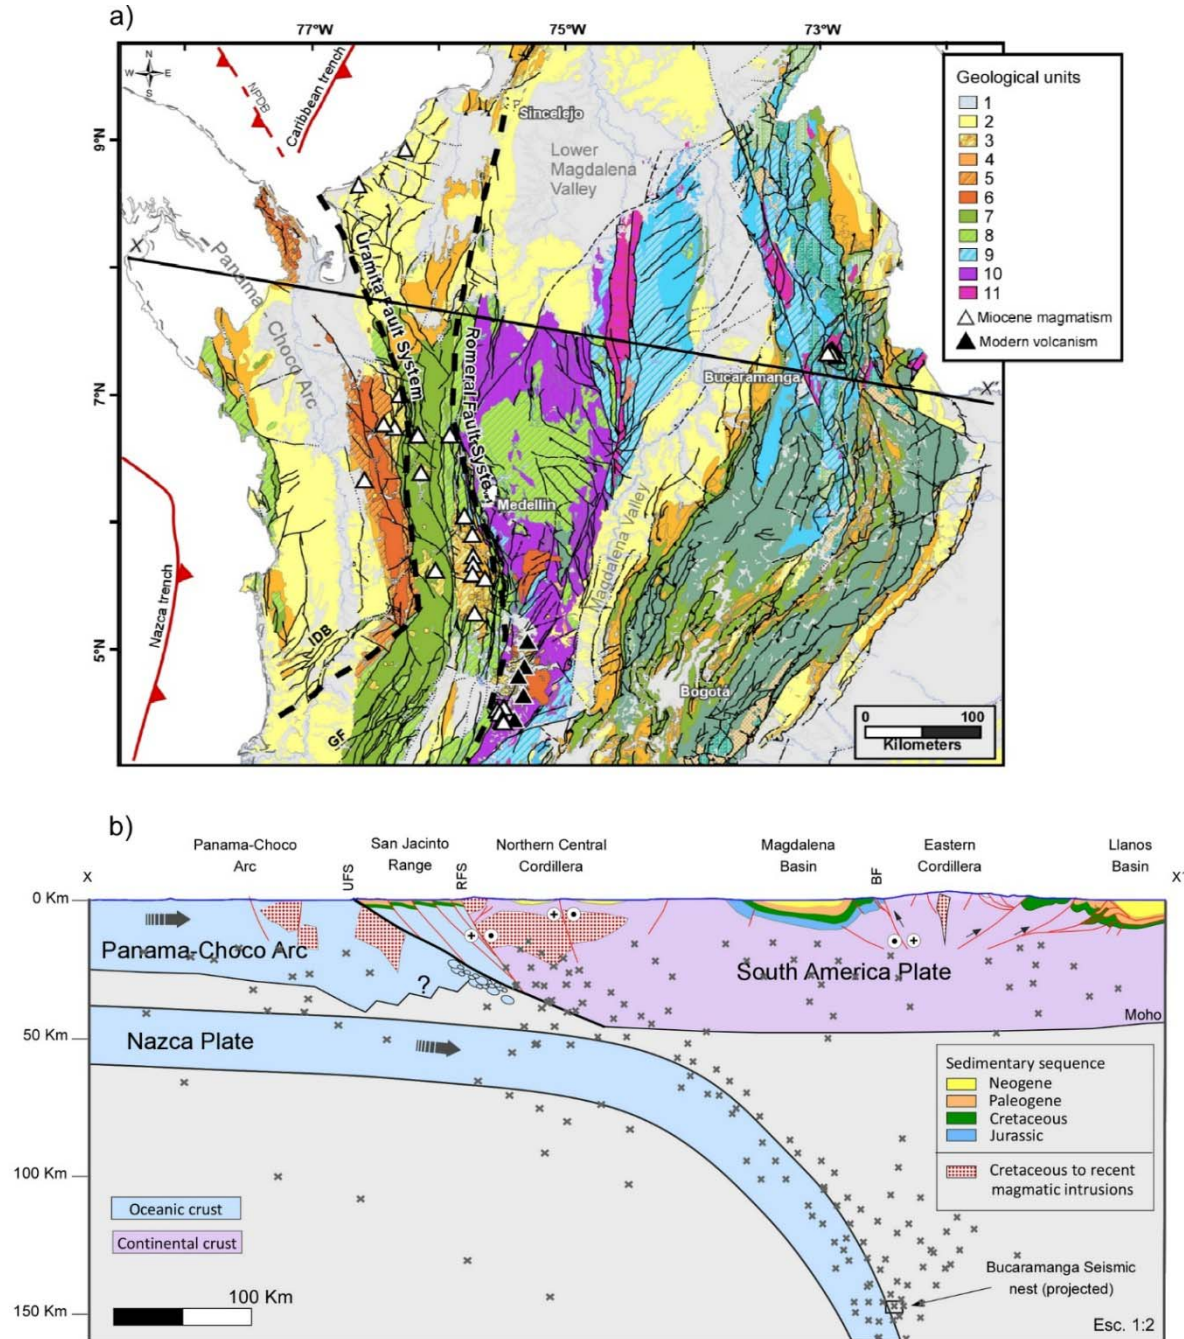 a)
77°W
75°W
73°W
N
W E
S
NPDB
Caribbean trench
9°N
Sincelejo
Lower
Magdalena
Valley
Geological units
1
2
3
4
5
6
7
8
9
10
11
Miocene magmatism
Modern volcanism
X
Panama
Choco Arc
Uramita Fault System
Romeral Fault System
7°N
Bucaramanga
X'
Medellin
Magdalena Valley
Nazca trench
IDB
5°N
GF
Bogota
0 100
Kilometers
b)
Panama-Choco
Arc
San Jacinto
Range
Northern Central
Cordillera
Magdalena
Basin
Eastern
Cordillera
Llanos
Basin
X
UFS
RFS
BF
X'
0 Km
Panama-Choco Arc
?
South America Plate
Moho
50 Km
Nazca Plate
Sedimentary sequence
Neogene
Paleogene
Cretaceous
Jurassic
Cretaceous to recent
magmatic intrusions
100 Km
Oceanic crust
Continental crust
Bucaramanga Seismic
nest (projected)
100 Km
150 Km
Esc. 1:2